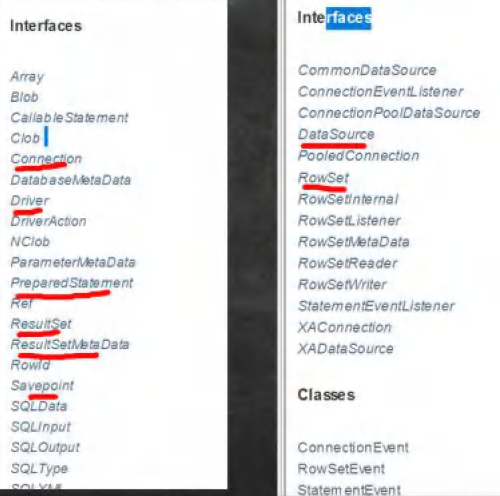 Interfaces
Array
Blob
CallableStatement
Clob
Connection
DatabaseMetaData
Driver
DriverAction
NClob
ParameterMetaData
PreparedStatement
Ref
ResultSet
ResultSetMetaData
RowId
Savepoint
SQLData
SQLInput
SQLOutput
SQLType
SQLXML
Interfaces
CommonDataSource
ConnectionEventListener
ConnectionPoolDataSource
DataSource
PooledConnection
RowSet
RowSetInternal
RowSetListener
RowSetMetaData
RowSetReader
RowSetWriter
StatementEventListener
XAConnection
XADataSource
Classes
ConnectionEvent
RowSetEvent
StatementEvent